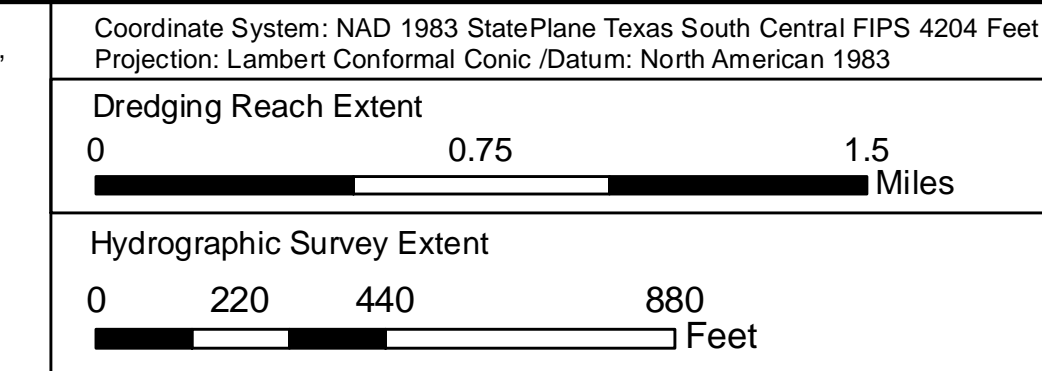 Coordinate System: NAD 1983 StatePlane Texas South Central FIPS 4204 Feet
,
Projection: Lambert Conformal Conic /Datum: North American 1983
Dredging Reach Extent
0 0.75 1.5
Miles
Hydrographic Survey Extent
0 220 440 880
Feet